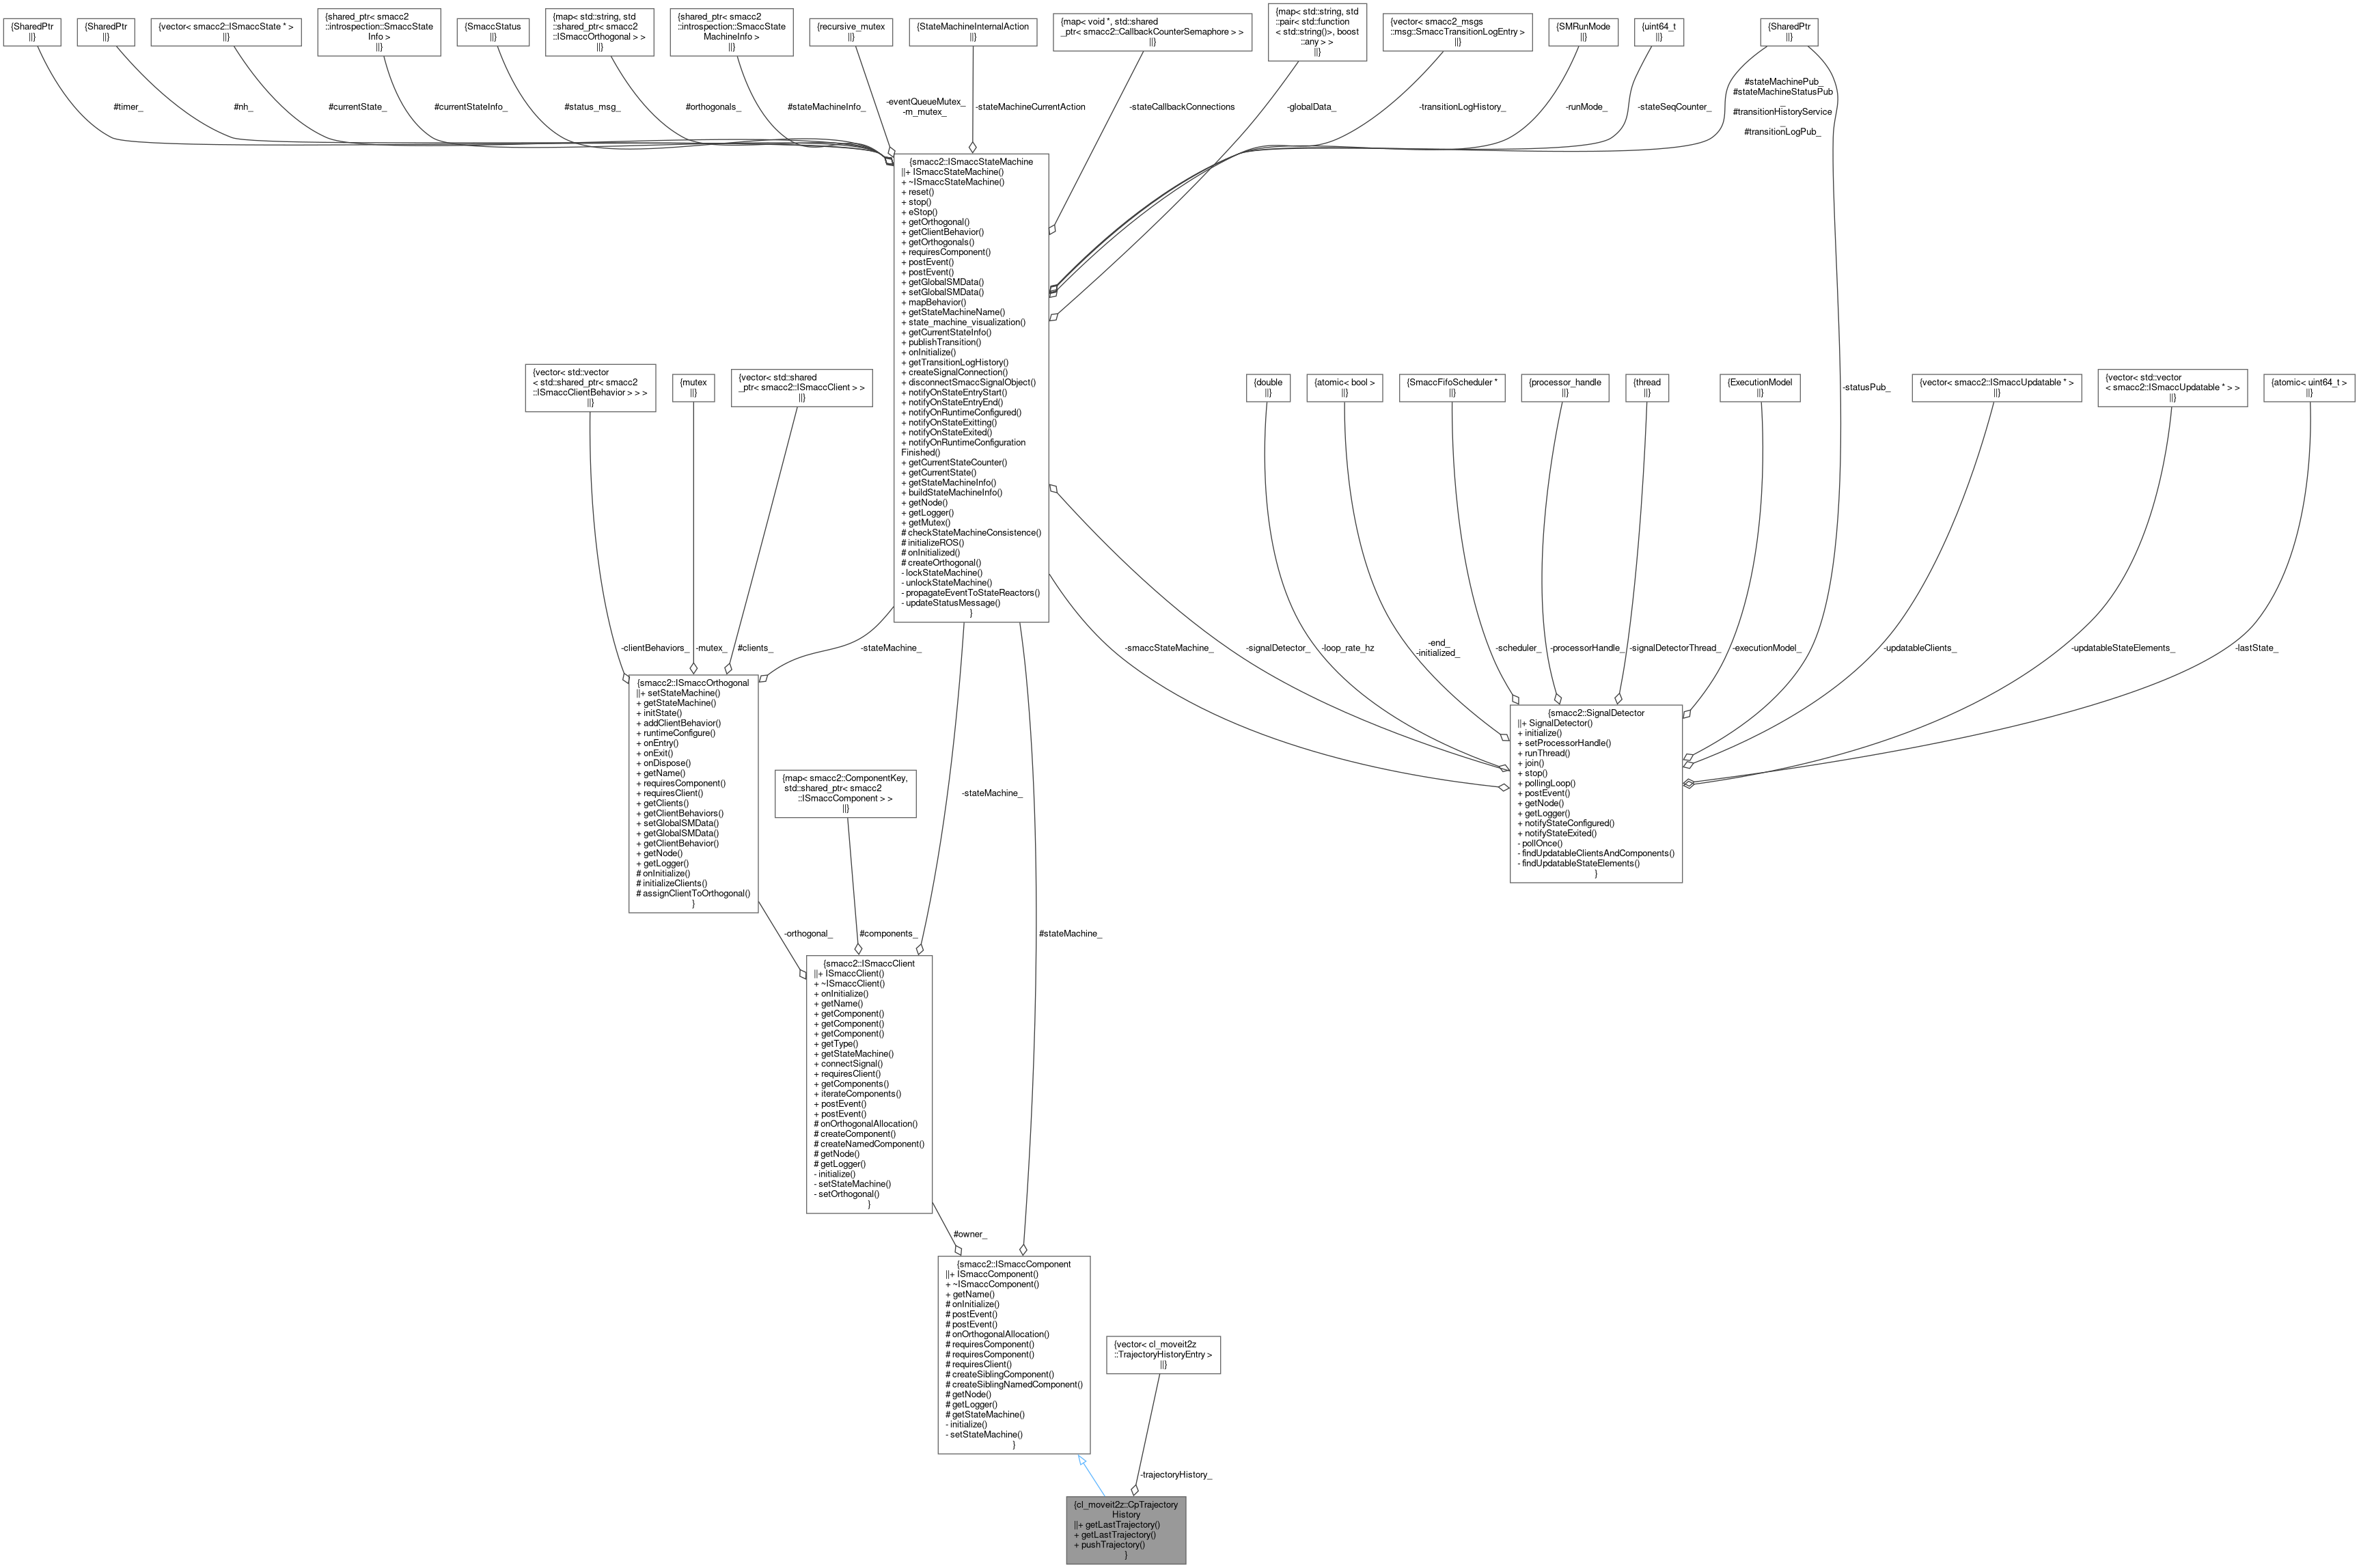 {SharedPtr
||}
{SharedPtr
||}
{vector< smacc2::ISmaccState * >
||}
{shared_ptr< smacc2
::introspection::SmaccState
Info >
||}
{SmaccStatus
||}
{map< std::string, std
::shared_ptr< smacc2
::ISmaccOrthogonal > >
||}
{shared_ptr< smacc2
::introspection::SmaccState
MachineInfo >
||}
{recursive_mutex
||}
{StateMachineInternalAction
||}
{map< void *, std::shared
_ptr< smacc2::CallbackCounterSemaphore > >
||}
{map< std::string, std
::pair< std::function
< std::string()>, boost
::any > >
||}
{vector< smacc2_msgs
::msg::SmaccTransitionLogEntry >
||}
{SMRunMode
||}
{uint64_t
||}
{SharedPtr
||}
#timer_
#nh_
#currentState_
#currentStateInfo_
#status_msg_
#orthogonals_
#stateMachineInfo_
-eventQueueMutex_
-m_mutex_
-stateMachineCurrentAction
-stateCallbackConnections
-globalData_
-transitionLogHistory_
-runMode_
-stateSeqCounter_
#stateMachinePub_
#stateMachineStatusPub
_
#transitionHistoryService
_
#transitionLogPub_
{smacc2::ISmaccStateMachine
||+ ISmaccStateMachine()
+ ~ISmaccStateMachine()
+ reset()
+ stop()
+ eStop()
+ getOrthogonal()
+ getClientBehavior()
+ getOrthogonals()
+ requiresComponent()
+ postEvent()
+ postEvent()
+ getGlobalSMData()
+ setGlobalSMData()
+ mapBehavior()
+ getStateMachineName()
+ state_machine_visualization()
+ getCurrentStateInfo()
+ publishTransition()
+ onInitialize()
+ getTransitionLogHistory()
+ createSignalConnection()
+ disconnectSmaccSignalObject()
+ notifyOnStateEntryStart()
+ notifyOnStateEntryEnd()
+ notifyOnRuntimeConfigured()
+ notifyOnStateExitting()
+ notifyOnStateExited()
+ notifyOnRuntimeConfiguration
Finished()
+ getCurrentStateCounter()
+ getCurrentState()
+ getStateMachineInfo()
+ buildStateMachineInfo()
+ getNode()
+ getLogger()
+ getMutex()
# checkStateMachineConsistence()
# initializeROS()
# onInitialized()
# createOrthogonal()
- lockStateMachine()
- unlockStateMachine()
- propagateEventToStateReactors()
- updateStatusMessage()
}
{vector< std::vector
< std::shared_ptr< smacc2
::ISmaccClientBehavior > > >
||}
{mutex
||}
{vector< std::shared
_ptr< smacc2::ISmaccClient > >
||}
{double
||}
{atomic< bool >
||}
{SmaccFifoScheduler *
||}
{processor_handle
||}
{thread
||}
{ExecutionModel
||}
-statusPub_
{vector< smacc2::ISmaccUpdatable * >
||}
{vector< std::vector
< smacc2::ISmaccUpdatable * > >
||}
{atomic< uint64_t >
||}
-clientBehaviors_
-mutex_
#clients_
-stateMachine_
-smaccStateMachine_
-signalDetector_
-loop_rate_hz
-end_
-initialized_
-scheduler_
-processorHandle_
-signalDetectorThread_
-executionModel_
-updatableClients_
-updatableStateElements_
-lastState_
{smacc2::ISmaccOrthogonal
||+ setStateMachine()
+ getStateMachine()
+ initState()
+ addClientBehavior()
+ runtimeConfigure()
+ onEntry()
+ onExit()
+ onDispose()
+ getName()
+ requiresComponent()
+ requiresClient()
+ getClients()
+ getClientBehaviors()
+ setGlobalSMData()
+ getGlobalSMData()
+ getClientBehavior()
+ getNode()
+ getLogger()
# onInitialize()
# initializeClients()
# assignClientToOrthogonal()
}
{smacc2::SignalDetector
||+ SignalDetector()
+ initialize()
+ setProcessorHandle()
+ runThread()
+ join()
+ stop()
+ pollingLoop()
+ postEvent()
+ getNode()
+ getLogger()
+ notifyStateConfigured()
+ notifyStateExited()
- pollOnce()
- findUpdatableClientsAndComponents()
- findUpdatableStateElements()
}
{map< smacc2::ComponentKey,
std::shared_ptr< smacc2
::ISmaccComponent > >
||}
-stateMachine_
-orthogonal_
#components_
#stateMachine_
{smacc2::ISmaccClient
||+ ISmaccClient()
+ ~ISmaccClient()
+ onInitialize()
+ getName()
+ getComponent()
+ getComponent()
+ getComponent()
+ getType()
+ getStateMachine()
+ connectSignal()
+ requiresClient()
+ getComponents()
+ iterateComponents()
+ postEvent()
+ postEvent()
# onOrthogonalAllocation()
# createComponent()
# createNamedComponent()
# getNode()
# getLogger()
- initialize()
- setStateMachine()
- setOrthogonal()
}
#owner_
{smacc2::ISmaccComponent
||+ ISmaccComponent()
+ ~ISmaccComponent()
+ getName()
# onInitialize()
# postEvent()
# postEvent()
# onOrthogonalAllocation()
# requiresComponent()
# requiresComponent()
# requiresClient()
# createSiblingComponent()
# createSiblingNamedComponent()
# getNode()
# getLogger()
# getStateMachine()
- initialize()
- setStateMachine()
}
{vector< cl_moveit2z
::TrajectoryHistoryEntry >
||}
-trajectoryHistory_
{cl_moveit2z::CpTrajectory
History
||+ getLastTrajectory()
+ getLastTrajectory()
+ pushTrajectory()
}